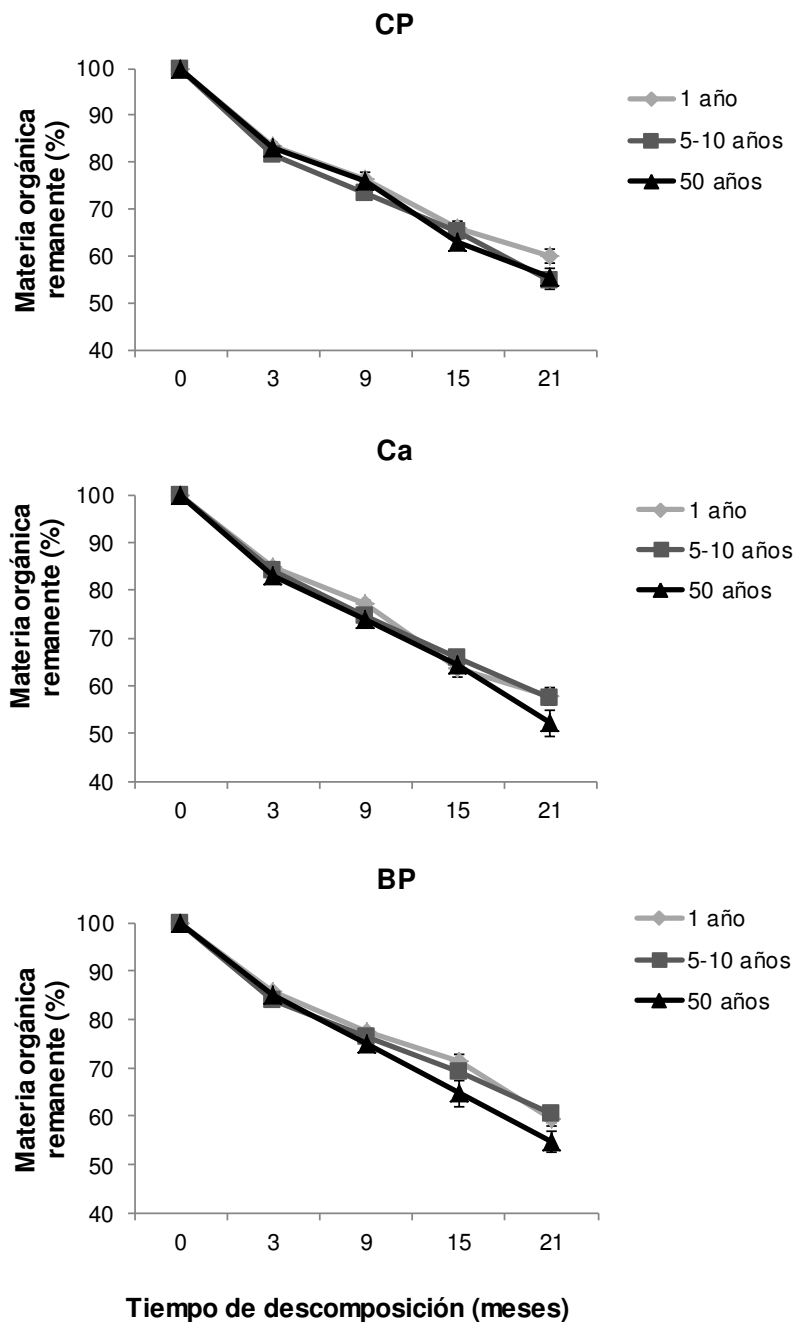 CP
Materia orgánica
remanente (%)
100
90
80
70
60
50
40
0 3 9 15 21
1 año
5-10 años
50 años
Ca
Materia orgánica
remanente (%)
100
90
80
70
60
50
40
0 3 9 15 21
1 año
5-10 años
50 años
BP
Materia orgánica
remanente (%)
100
90
80
70
60
50
40
0 3 9 15 21
1 año
5-10 años
50 años
Tiempo de descomposición (meses)